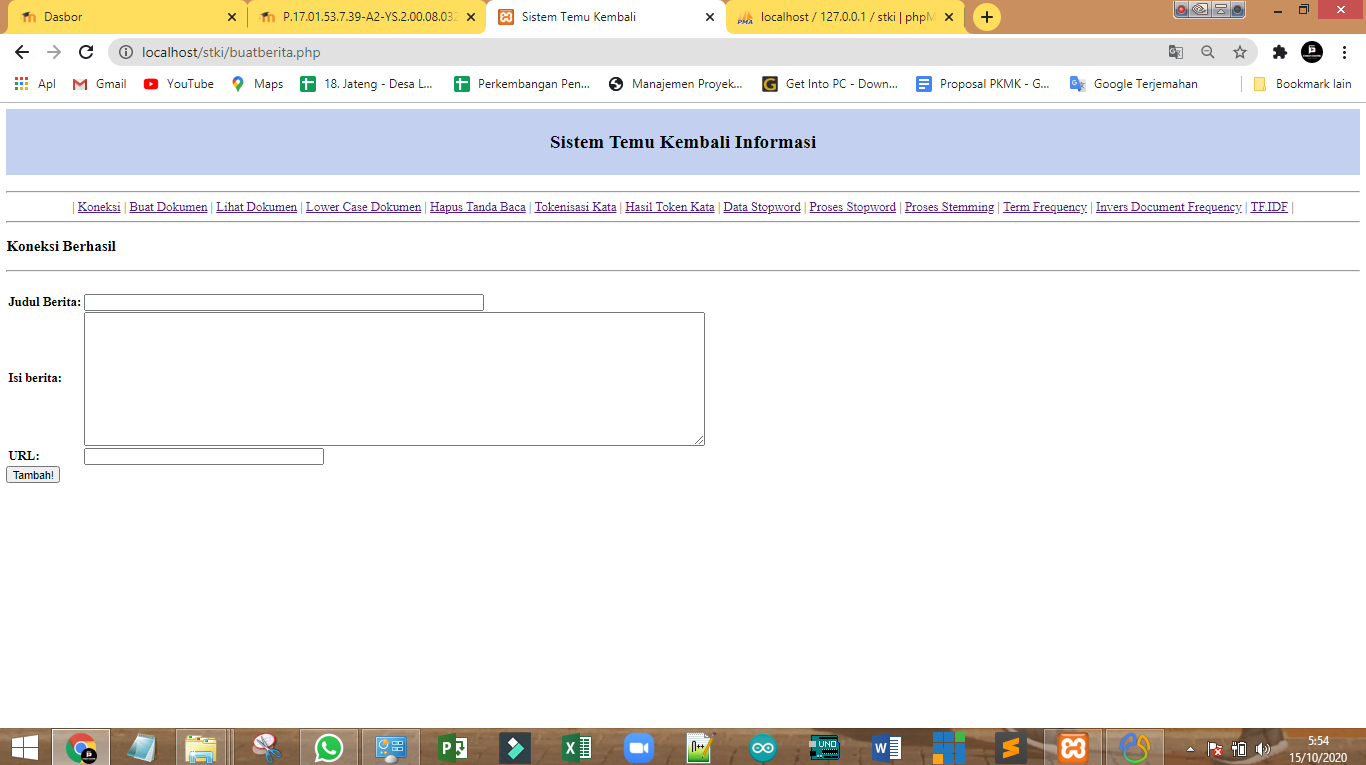 Dasbor
P.17.01.53.7.39-A2-YS.2.00.08.032
Sistem Temu Kembali
localhost / 127.0.0.1 / stki | phpM
localhost/stki/buatberita.php
Apl Gmail YouTube Maps 18. Jateng - Desa L... Perkembangan Pen... Manajemen Proyek... Get Into PC - Down... Proposal PKMK - G... Google Terjemahan Bookmark lain
Sistem Temu Kembali Informasi
| Koneksi | Buat Dokumen | Lihat Dokumen | Lower Case Dokumen | Hapus Tanda Baca | Tokenisasi Kata | Hasil Token Kata | Data Stopword | Proses Stopword | Proses Stemming | Term Frequency | Invers Document Frequency | TF.IDF |
Koneksi Berhasil
Judul Berita:
Isi berita:
URL:
Tambah!
5:54
15/10/2020